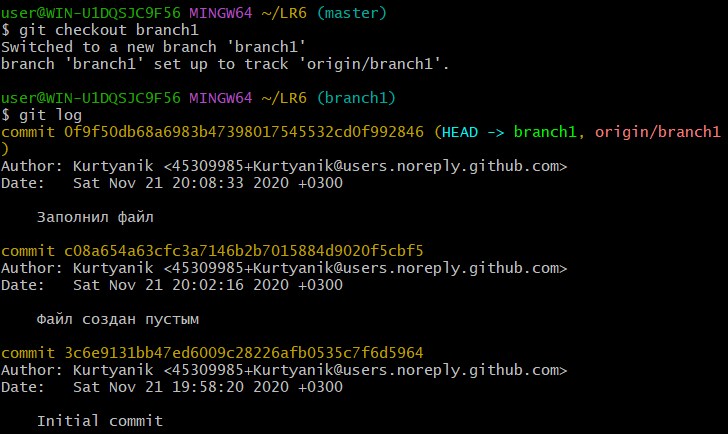 user@WIN-U1DQSJC9F56 MINGW64 ~/LR6 (master)
$ git checkout branch1
Switched to a new branch 'branch1'
branch 'branch1' set up to track 'origin/branch1'.
user@WIN-U1DQSJC9F56 MINGW64 ~/LR6 (branch1)
$ git log
commit 0f9f50db68a6983b47398017545532cd0f992846 (HEAD -> branch1, origin/branch1
)
Author: Kurtyanik <45309985+Kurtyanik@users.noreply.github.com>
Date:   Sat Nov 21 20:08:33 2020 +0300
    Заполнил файл
commit c08a654a63cfc3a7146b2b7015884d9020f5cbf5
Author: Kurtyanik <45309985+Kurtyanik@users.noreply.github.com>
Date:   Sat Nov 21 20:02:16 2020 +0300
    Файл создан пустым
commit 3c6e9131bb47ed6009c28226afb0535c7f6d5964
Author: Kurtyanik <45309985+Kurtyanik@users.noreply.github.com>
Date:   Sat Nov 21 19:58:20 2020 +0300
    Initial commit